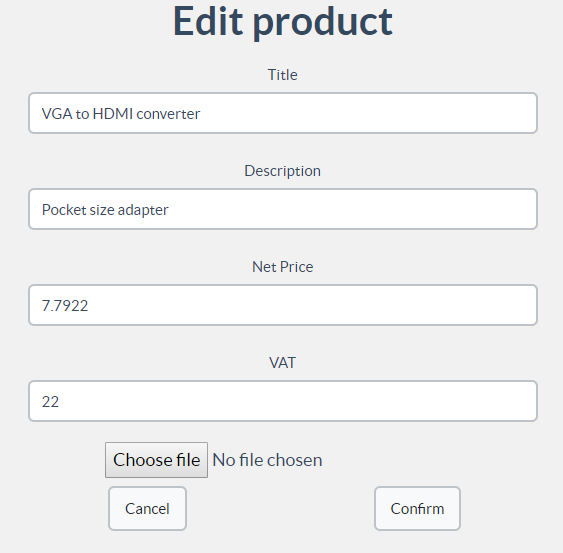 Edit product
Title
VGA to HDMI converter
Description
Pocket size adapter
Net Price
7.7922
VAT
22
Choose file No file chosen
Cancel Confirm